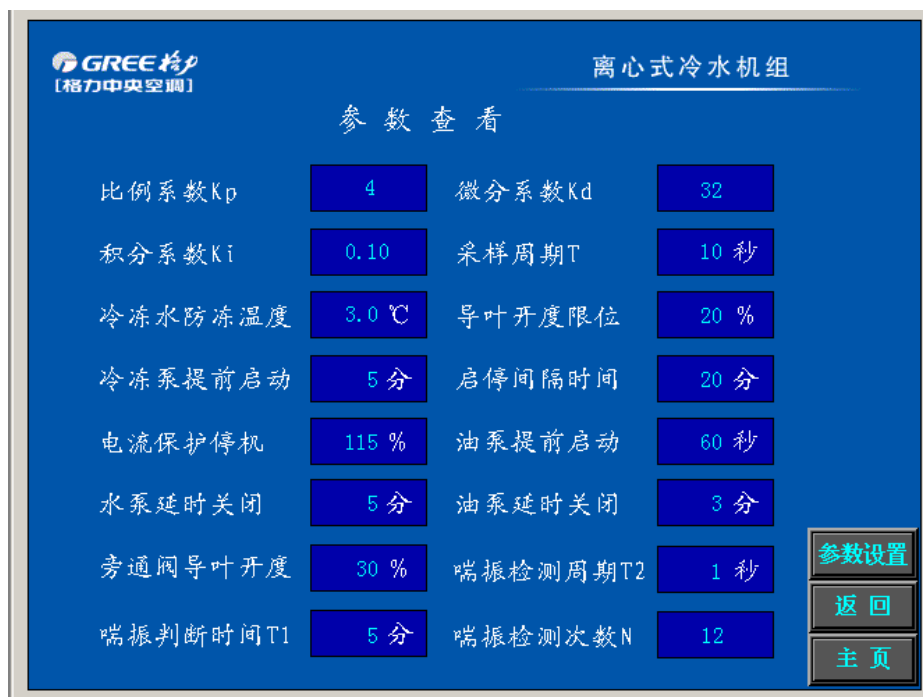 GREE格力
[格力中央空调]
离心式冷水机组
参数查看
比例系数Kp 4 微分系数Kd 32
积分系数Ki 0.10 采样周期T 10 秒
冷冻水防冻温度 3.0 ℃ 导叶开度限位 20 %
冷冻泵提前启动 5 分 启停间隔时间 20 分
电流保护停机 115 % 油泵提前启动 60 秒
水泵延时关闭 5 分 油泵延时关闭 3 分
旁通阀导叶开度 30 % 喘振检测周期T2 1 秒
喘振判断时间T1 5 分 喘振检测次数N 12
参数设置
返回
主页